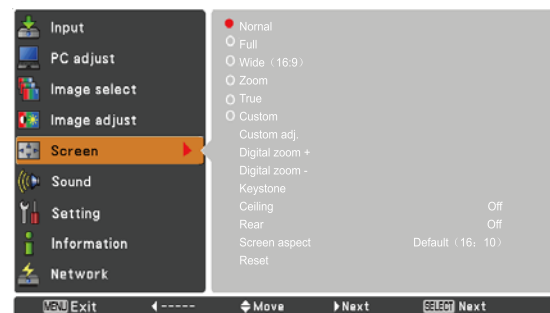 Input
PC adjust
Image select
Image adjust
Screen
Sound
Setting
Information
Network
Nornal
Full
Wide（16:9）
Zoom
True
Custom
Custom adj.
Digital zoom +
Digital zoom -
Keystone
Ceiling Off
Rear Off
Screen aspect Default（16：10）
Reset
MENU Exit ◀----- Move Next SELECT Next